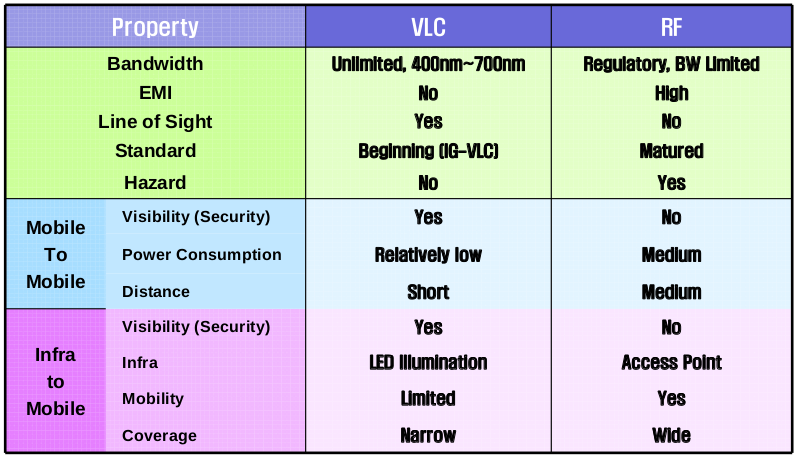 Property VLC RF
Bandwidth Unlimited, 400nm~700nm Regulatory, BW Limited
EMI No High
Line of Sight Yes No
Standard Beginning (IG-VLC) Matured
Hazard No Yes
Mobile To Mobile
Visibility (Security) Yes No
Power Consumption Relatively low Medium
Distance Short Medium
Infra to Mobile
Visibility (Security) Yes No
Infra LED Illumination Access Point
Mobility Limited Yes
Coverage Narrow Wide